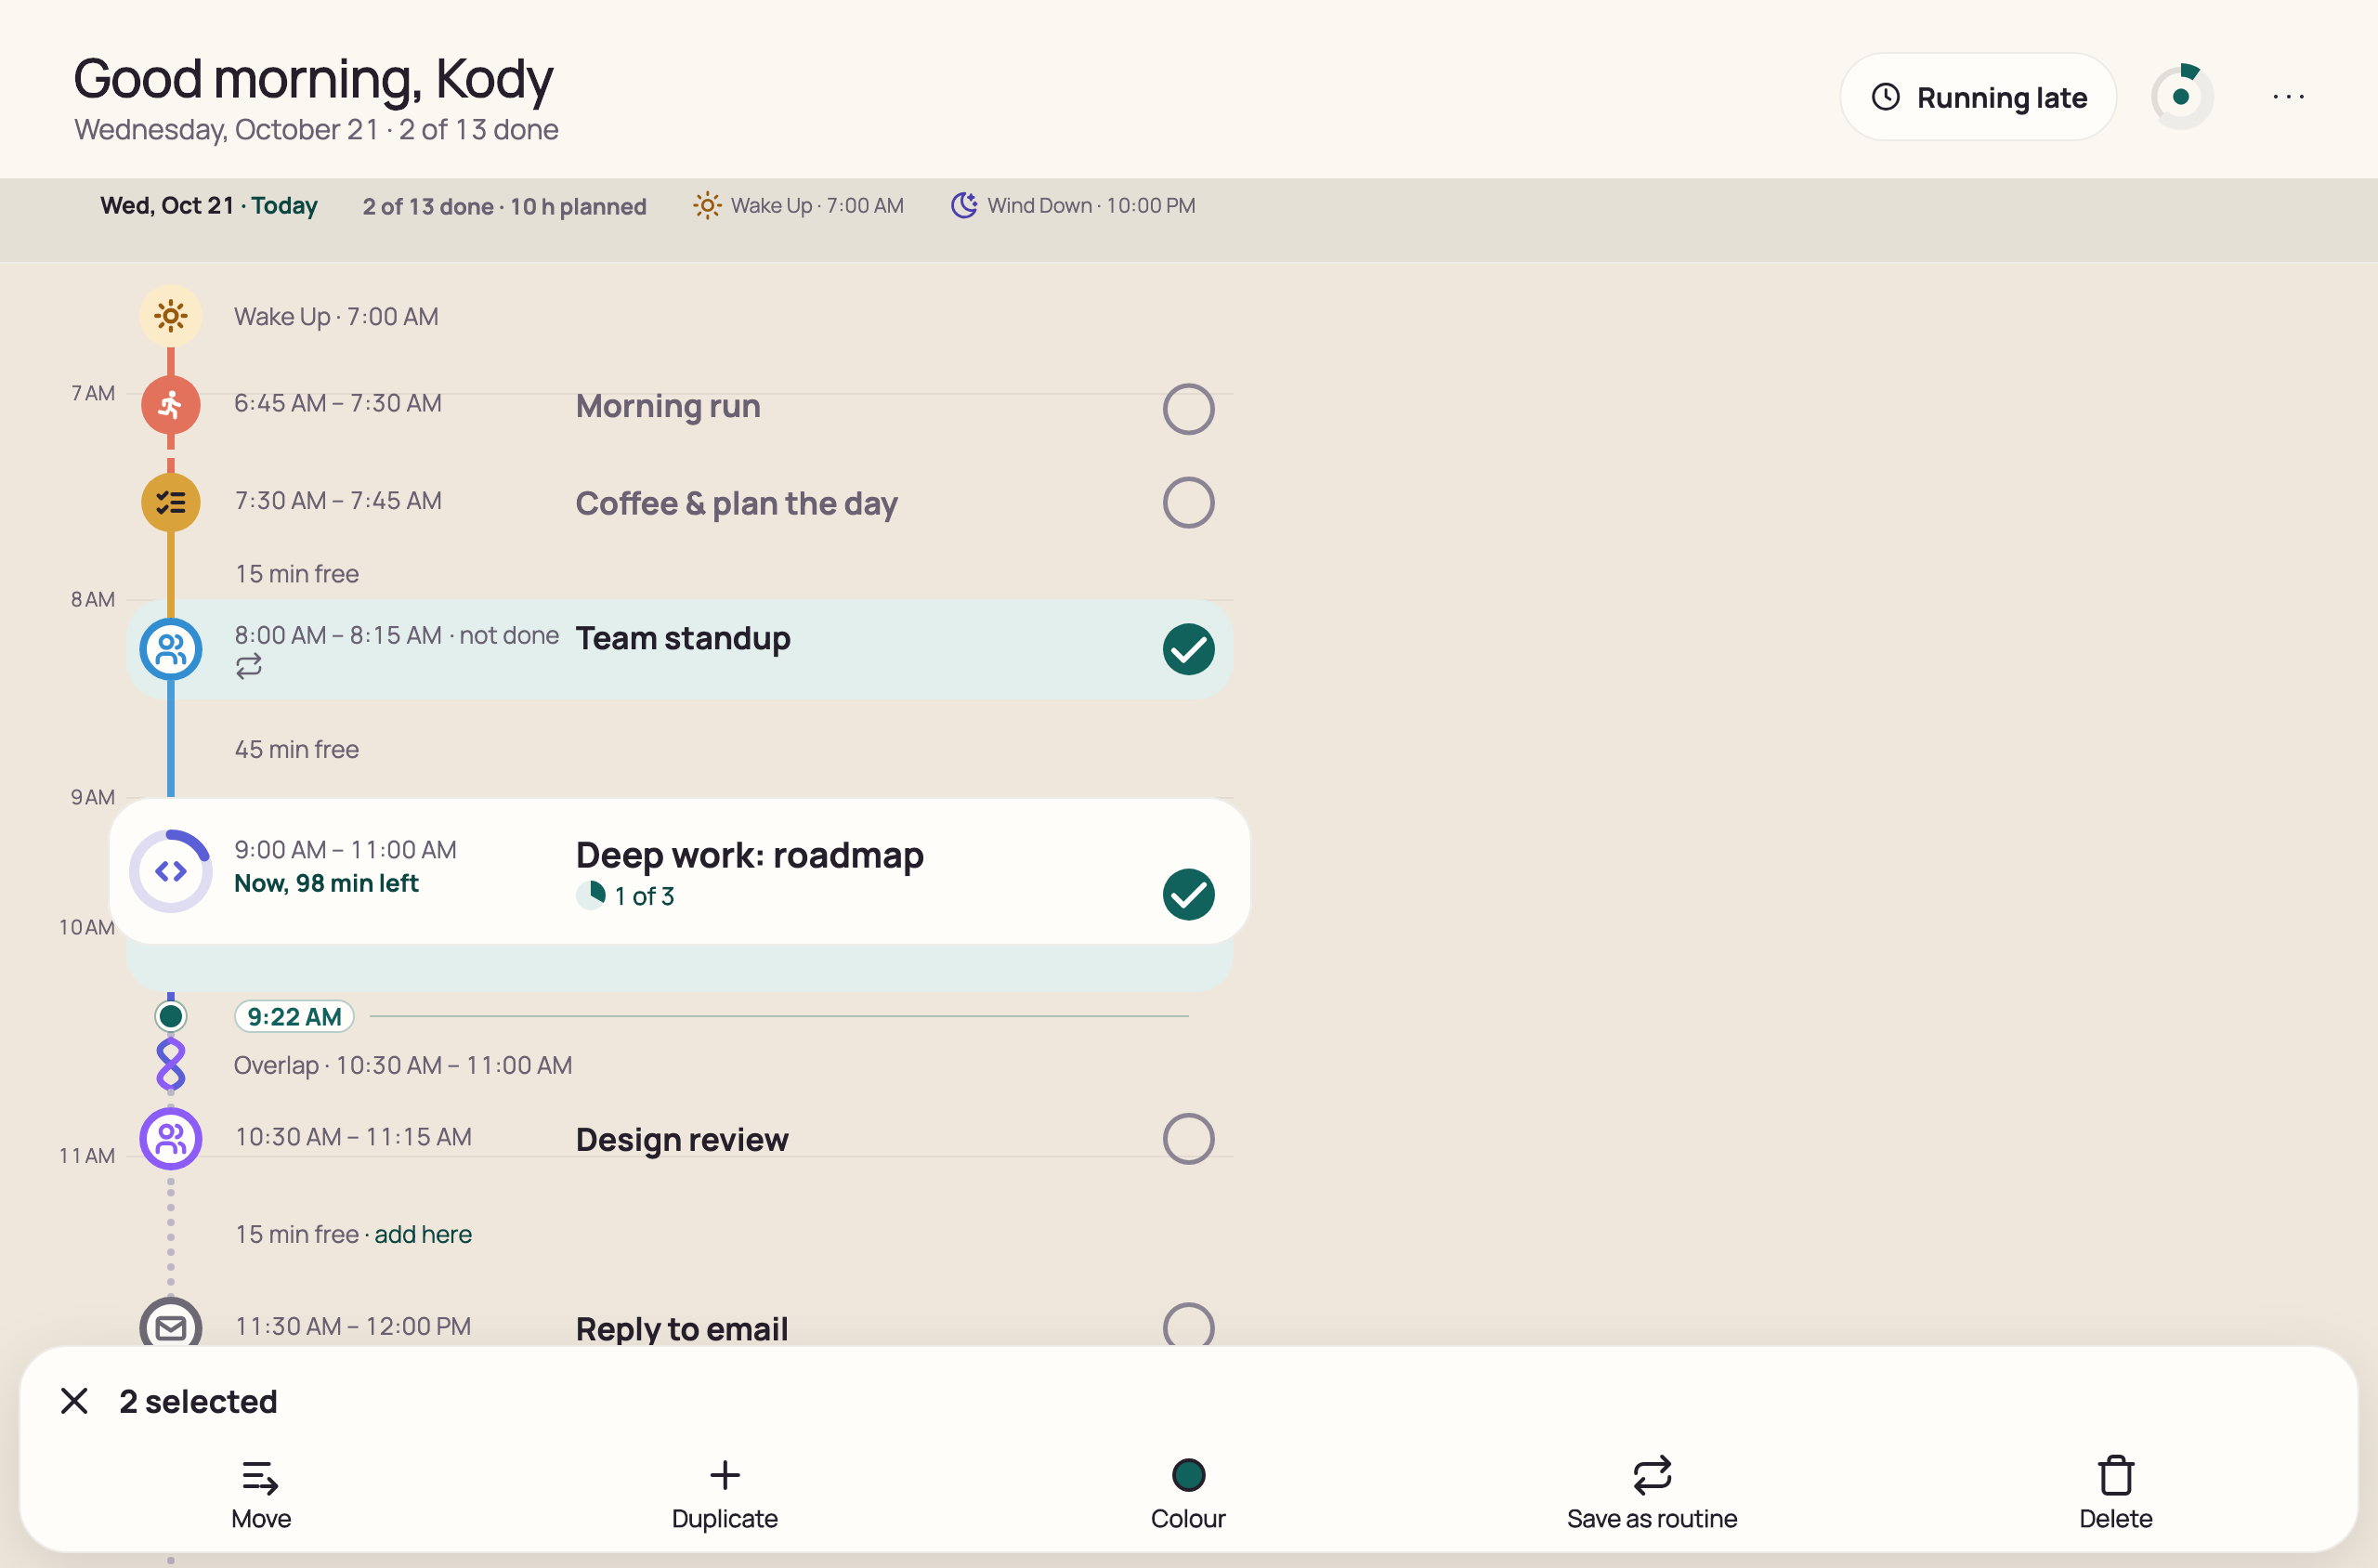 Good morning, Kody
Wednesday, October 21 · 2 of 13 done
Running late
Wed, Oct 21 · Today
2 of 13 done · 10 h planned
Wake Up · 7:00 AM
Wind Down · 10:00 PM
Wake Up · 7:00 AM
7 AM
6:45 AM – 7:30 AM
Morning run
7:30 AM – 7:45 AM
Coffee & plan the day
15 min free
8 AM
8:00 AM – 8:15 AM · not done
Team standup
45 min free
9 AM
9:00 AM – 11:00 AM
Deep work: roadmap
Now, 98 min left
1 of 3
10 AM
9:22 AM
Overlap · 10:30 AM – 11:00 AM
10:30 AM – 11:15 AM
Design review
11 AM
15 min free · add here
11:30 AM – 12:00 PM
Reply to email
2 selected
Move
Duplicate
Colour
Save as routine
Delete